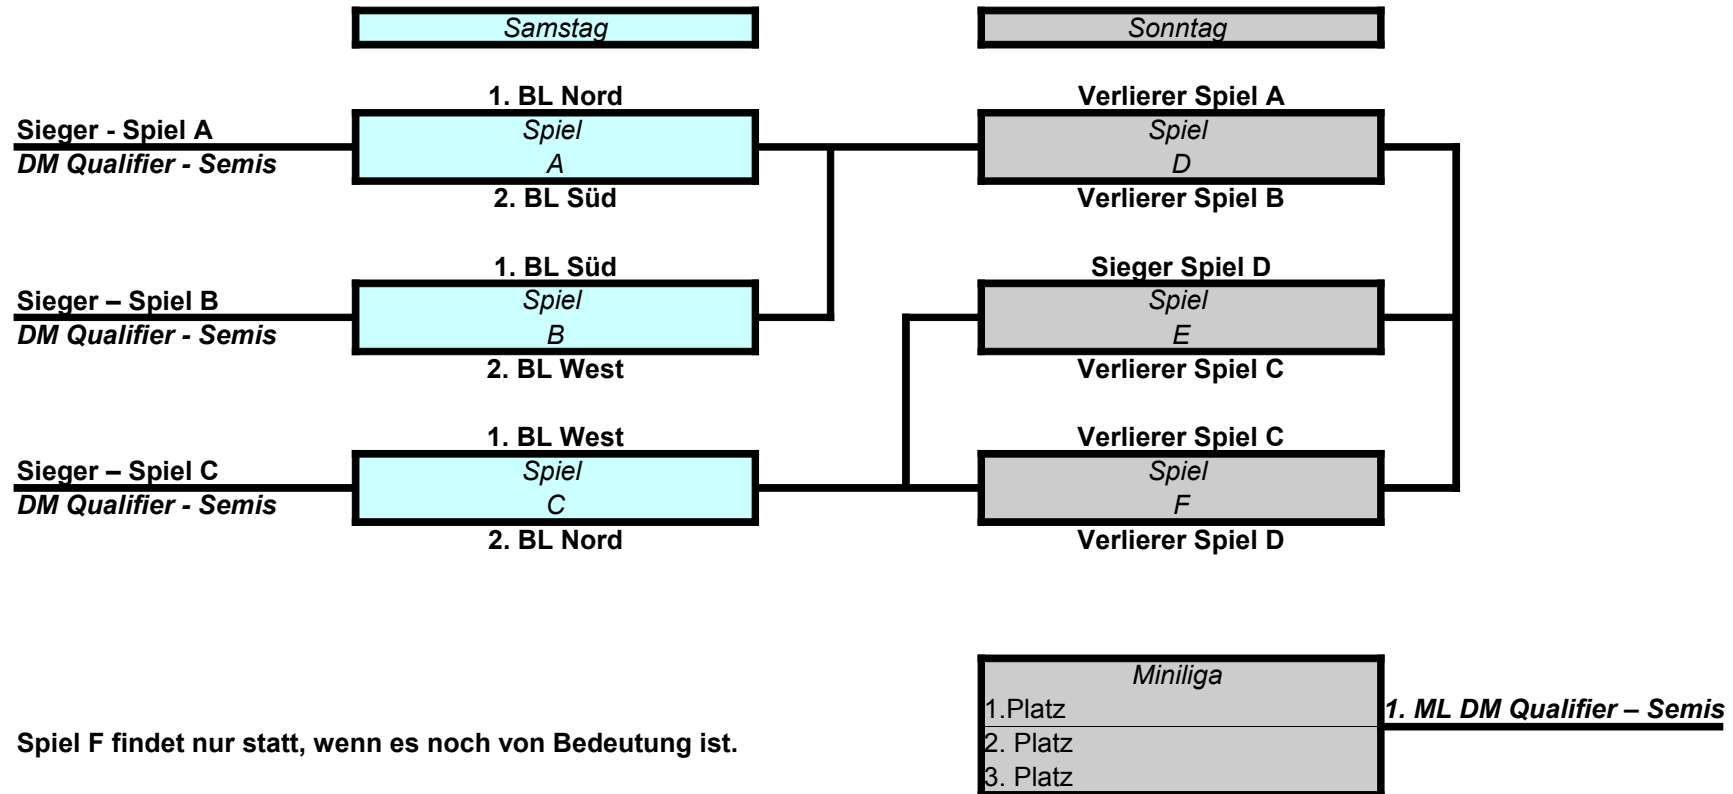 Samstag
Sonntag
1. BL Nord
Verlierer Spiel A
Sieger - Spiel A
Spiel
Spiel
DM Qualifier - Semis
A
D
2. BL Süd
Verlierer Spiel B
1. BL Süd
Sieger Spiel D
Sieger – Spiel B
Spiel
Spiel
DM Qualifier - Semis
B
E
2. BL West
Verlierer Spiel C
1. BL West
Verlierer Spiel C
Sieger – Spiel C
Spiel
Spiel
DM Qualifier - Semis
C
F
2. BL Nord
Verlierer Spiel D
Miniliga
1.Platz
1. ML DM Qualifier – Semis
Spiel F findet nur statt, wenn es noch von Bedeutung ist.
2. Platz
3. Platz